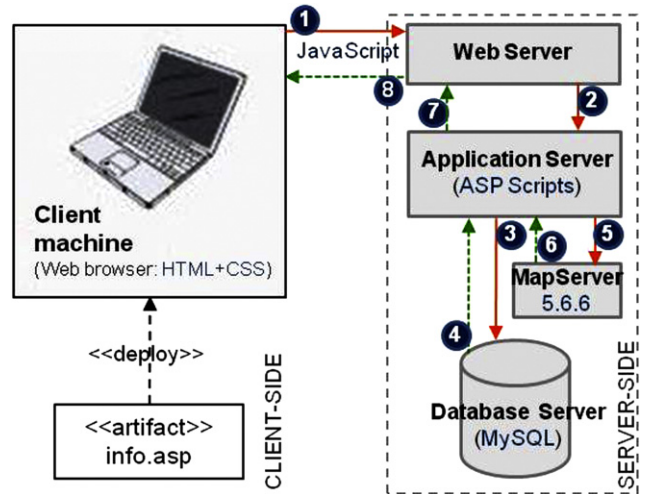 1
JavaScript
8
Web Server
7
2
Application Server
(ASP Scripts)
3
6
5
MapServer
5.6.6
4
Database Server
(MySQL)
SERVER-SIDE
Client
machine
(Web browser: HTML+CSS)
<<deploy>>
<<artifact>>
info.asp
CLIENT-SIDE